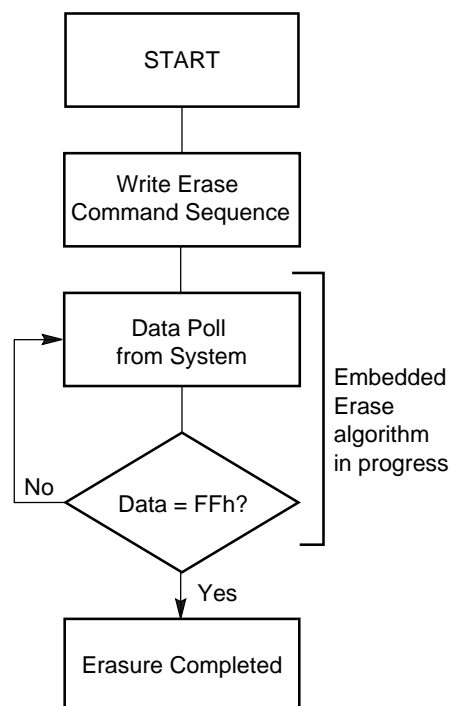 START
Write Erase
Command Sequence
Data Poll
from System
Embedded
Erase
algorithm
in progress
No
Data = FFh?
Yes
Erasure Completed